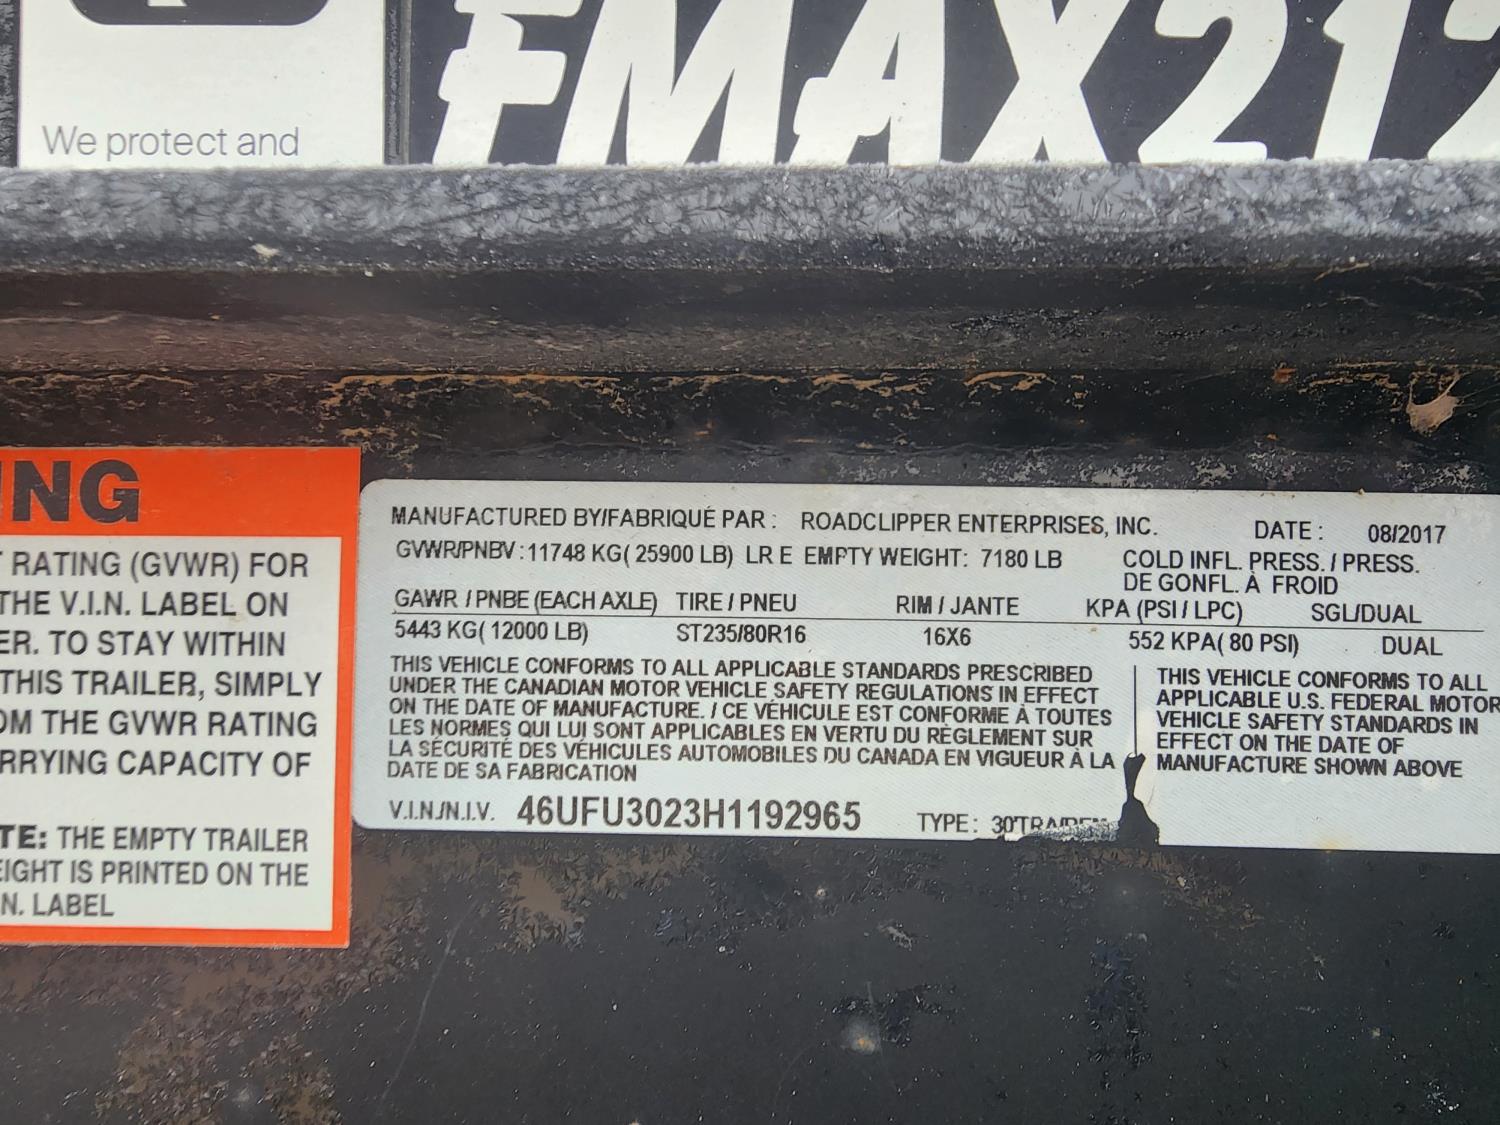 We protect and
FMAX212
ING
RATING (GVWR) FOR
THE V.I.N. LABEL ON
ER. TO STAY WITHIN
THIS TRAILER, SIMPLY
OM THE GVWR RATING
RRYING CAPACITY OF
TE: THE EMPTY TRAILER
EIGHT IS PRINTED ON THE
N. LABEL
MANUFACTURED BY/FABRIQUÉ PAR : ROADCLIPPER ENTERPRISES, INC. DATE : 08/2017
GVWR/PNBV : 11748 KG( 25900 LB) LR E EMPTY WEIGHT: 7180 LB COLD INFL. PRESS. / PRESS.
DE GONFL. À FROID
GAWR / PNBE (EACH AXLE) TIRE / PNEU RIM / JANTE KPA (PSI / LPC) SGL/DUAL
5443 KG( 12000 LB) ST235/80R16 16X6 552 KPA( 80 PSI) DUAL
THIS VEHICLE CONFORMS TO ALL APPLICABLE STANDARDS PRESCRIBED
UNDER THE CANADIAN MOTOR VEHICLE SAFETY REGULATIONS IN EFFECT
ON THE DATE OF MANUFACTURE. / CE VÉHICULE EST CONFORME À TOUTES
LES NORMES QUI LUI SONT APPLICABLES EN VERTU DU RÈGLEMENT SUR
LA SÉCURITÉ DES VÉHICULES AUTOMOBILES DU CANADA EN VIGUEUR À LA
DATE DE SA FABRICATION
THIS VEHICLE CONFORMS TO ALL
APPLICABLE U.S. FEDERAL MOTOR
VEHICLE SAFETY STANDARDS IN
EFFECT ON THE DATE OF
MANUFACTURE SHOWN ABOVE
V.I.N./N.I.V. 46UFU3023H1192965 TYPE :